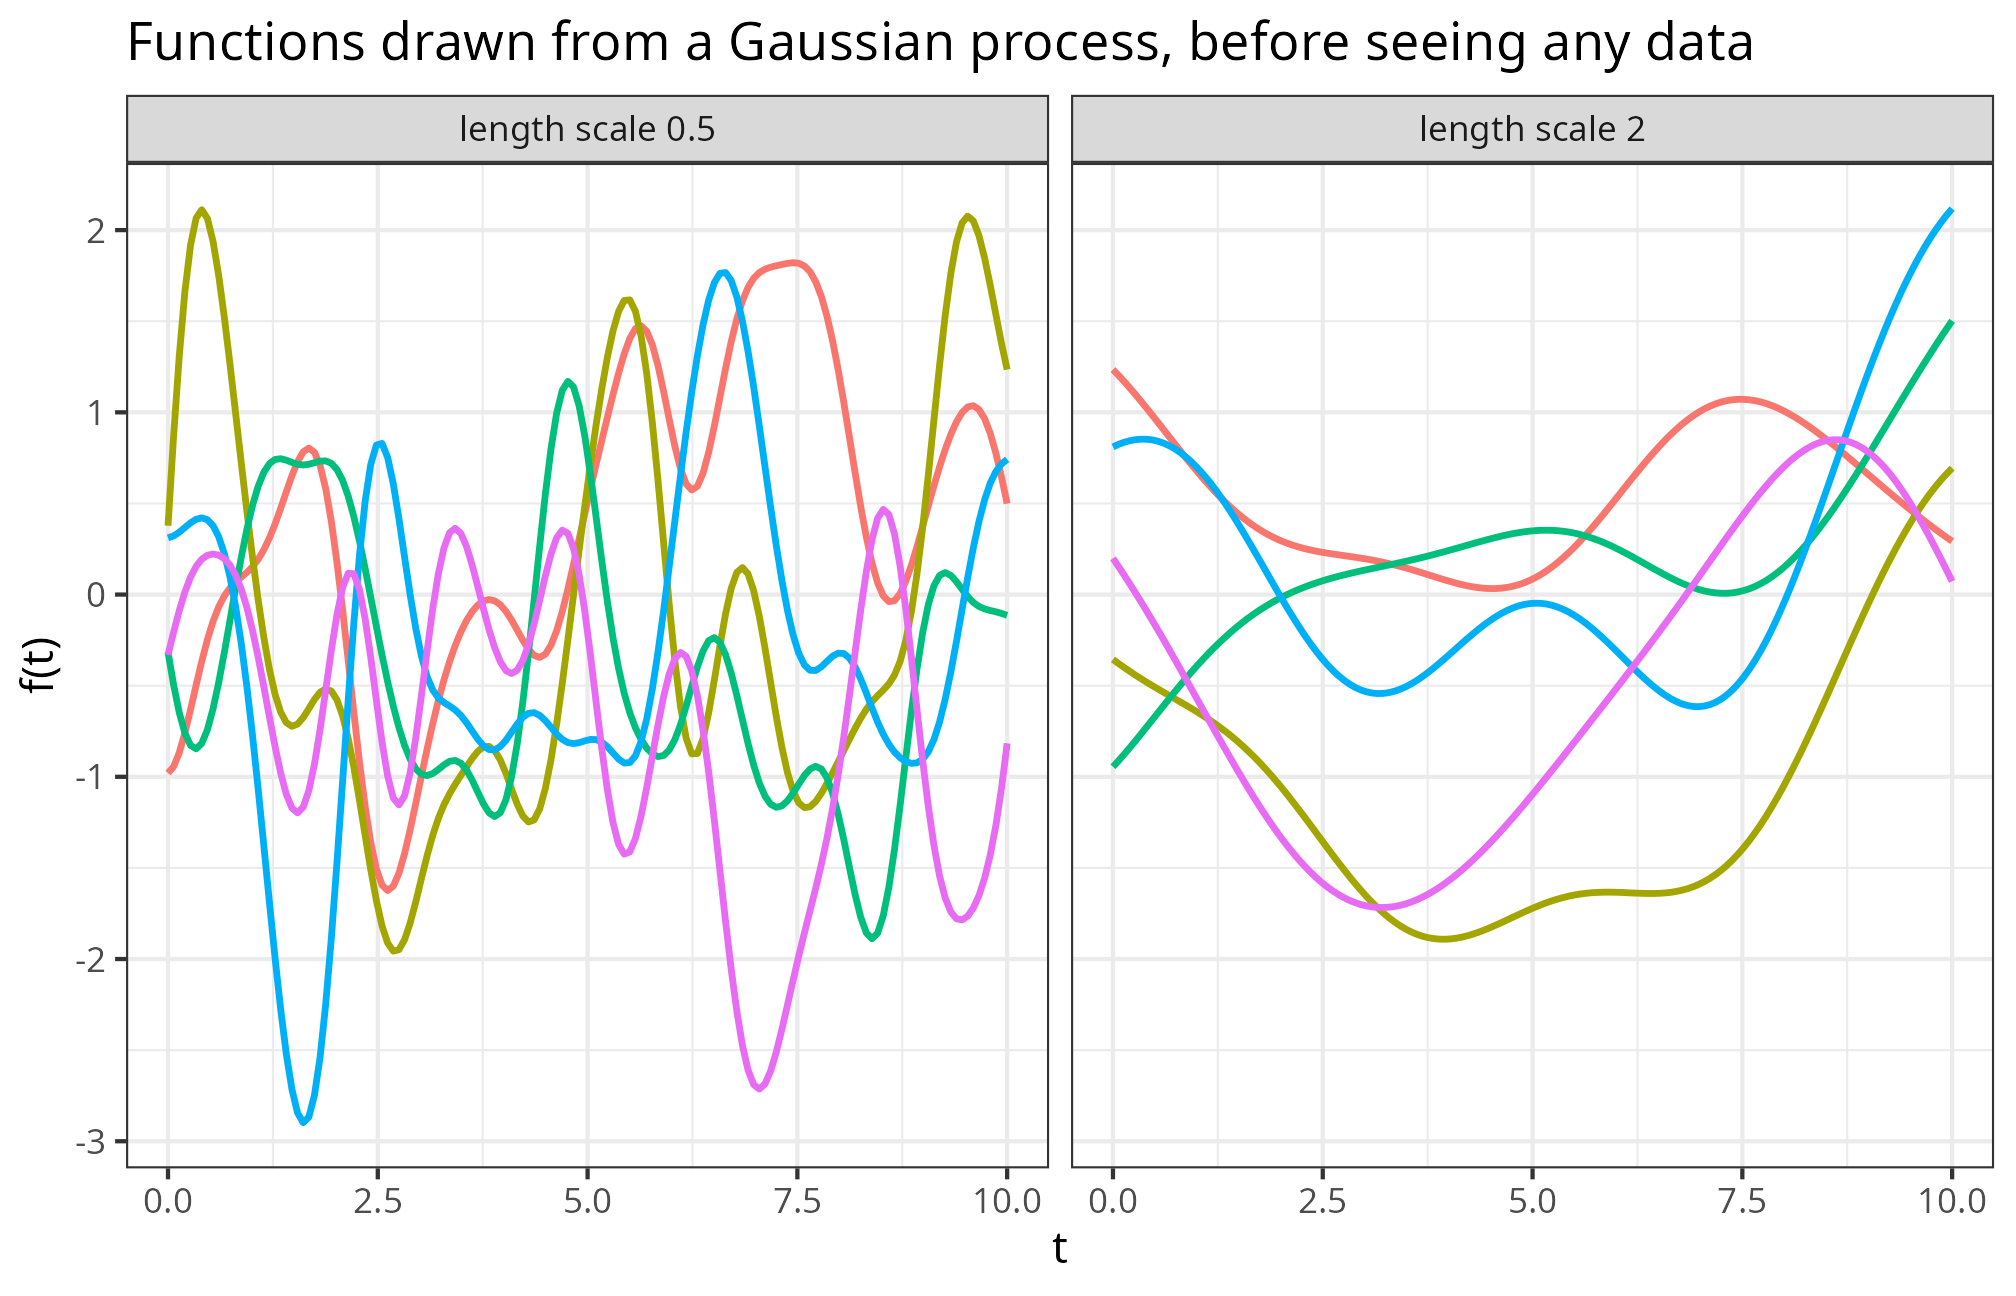 Functions drawn from a Gaussian process, before seeing any data
length scale 0.5
length scale 2
f(t)
2
1
0
-1
-2
-3
0.0 2.5 5.0 7.5 10.0
0.0 2.5 5.0 7.5 10.0
t